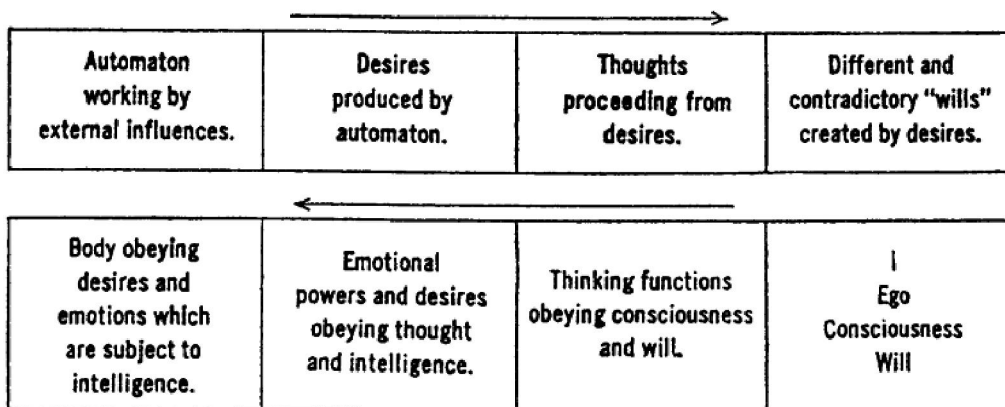 Automaton
working by
external influences.
Desires
produced by
automaton.
Thoughts
proceeding from
desires.
Different and
contradictory "wills"
created by desires.
Body obeying
desires and
emotions which
are subject to
intelligence.
Emotional
powers and desires
obeying thought
and intelligence.
Thinking functions
obeying consciousness
and will.
I
Ego
Consciousness
Will